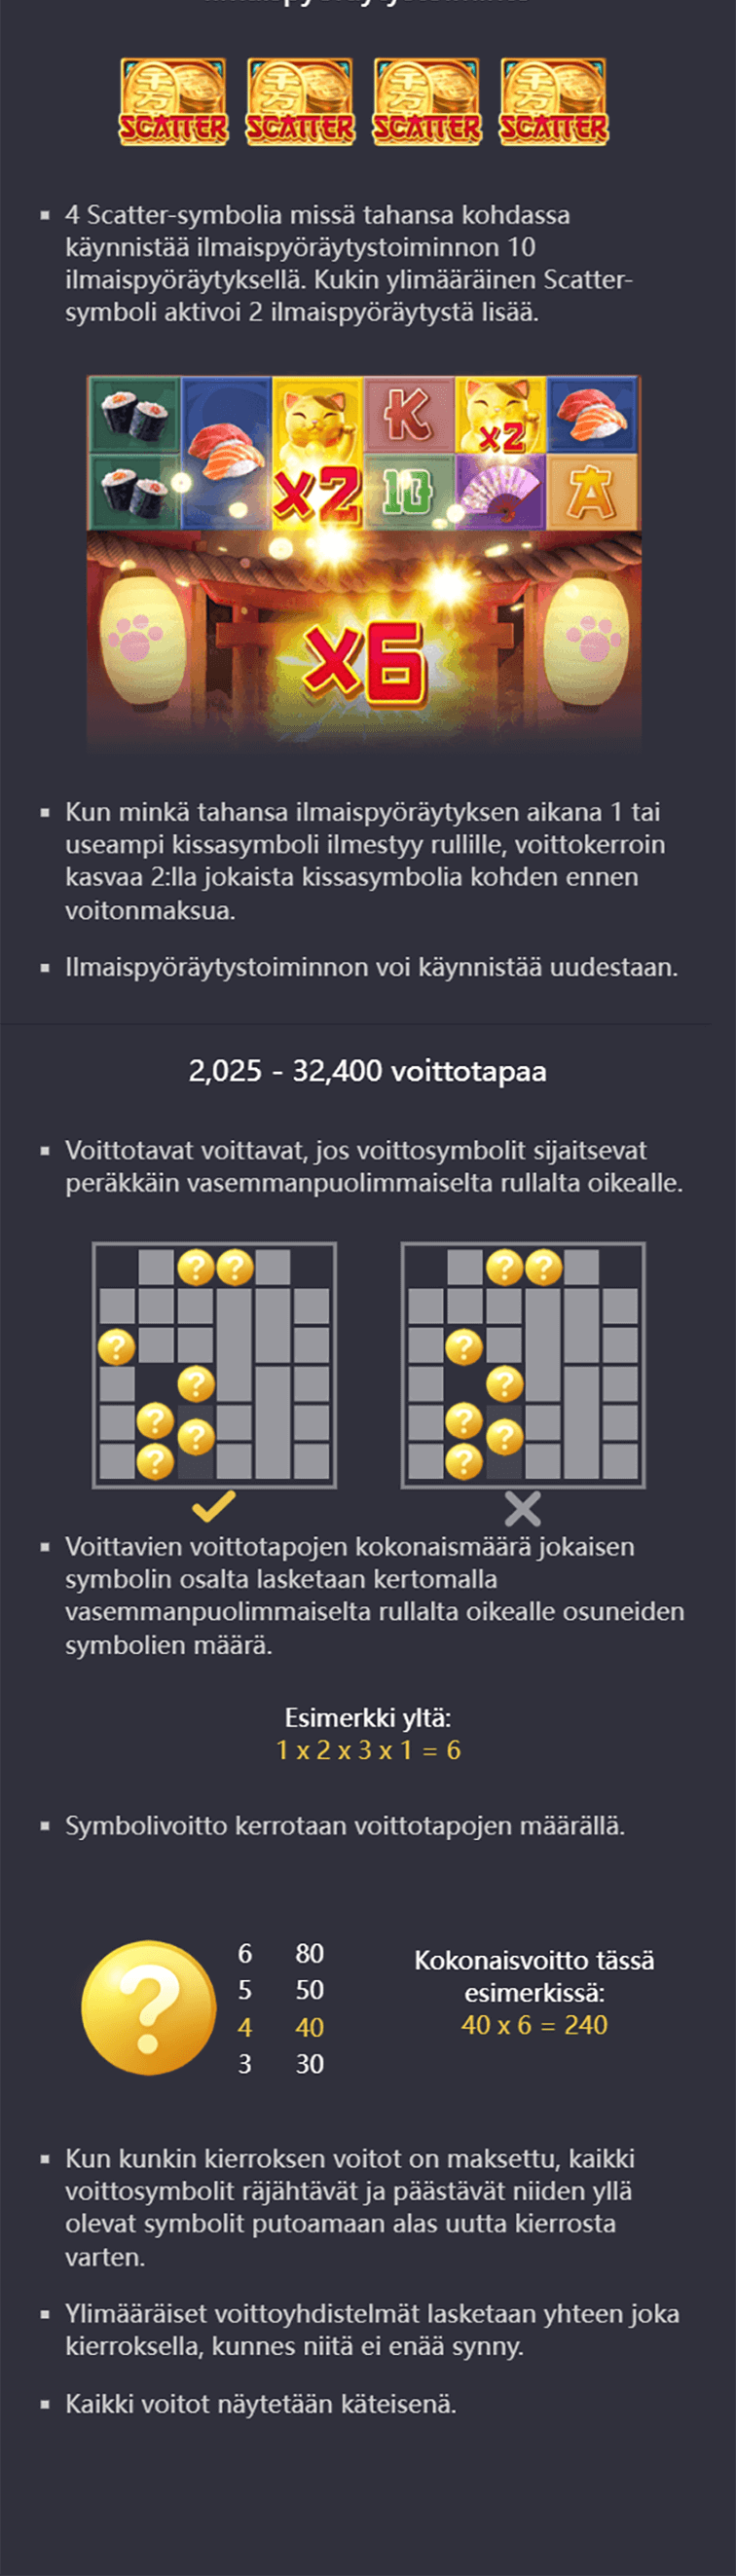 SCATTER SCATTER SCATTER SCATTER
4 Scatter-symbolia missä tahansa kohdassa
käynnistää ilmaispyöräytystoiminnon 10
ilmaispyöräytyksellä. Kukin ylimääräinen Scatter-
symboli aktivoi 2 ilmaispyöräytystä lisää.
K x2
x2 10 A
x6
Kun minkä tahansa ilmaispyöräytyksen aikana 1 tai
useampi kissasymboli ilmestyy rullille, voittokerroin
kasvaa 2:lla jokaista kissasymbolia kohden ennen
voitonmaksua.
Ilmaispyöräytystoiminnon voi käynnistää uudestaan.
2,025 - 32,400 voittotapaa
Voittotavat voittavat, jos voittosymbolit sijaitsevat
peräkkäin vasemmanpuolimmaiselta rullalta oikealle.
? ? ? ?
?
?
? ?
? ?
? ?
? ?
? ?
Voittavien voittotapojen kokonaismäärä jokaisen
symbolin osalta lasketaan kertomalla
vasemmanpuolimmaiselta rullalta oikealle osuneiden
symbolien määrä.
Esimerkki yltä:
1 x 2 x 3 x 1 = 6
Symbolivoitto kerrotaan voittotapojen määrällä.
?
6 80
5 50
4 40
3 30
Kokonaisvoitto tässä
esimerkissä:
40 x 6 = 240
Kun kunkin kierroksen voitot on maksettu, kaikki
voittosymbolit räjähtävät ja päästävät niiden yllä
olevat symbolit putoamaan alas uutta kierrosta
varten.
Ylimääräiset voittoyhdistelmät lasketaan yhteen joka
kierroksella, kunnes niitä ei enää synny.
Kaikki voitot näytetään käteisenä.